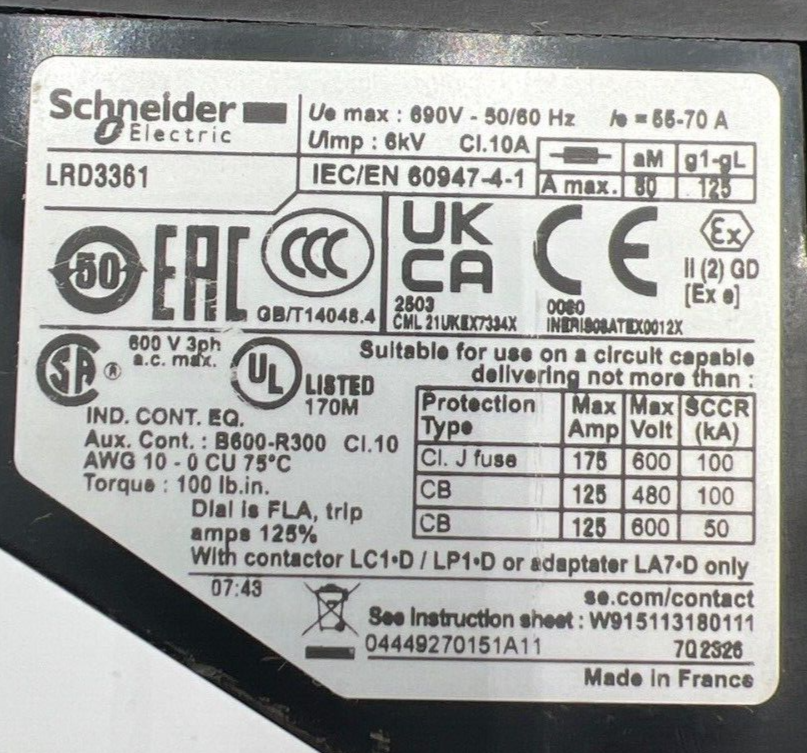 Schneider
Electric
Ue max : 690V - 50/60 Hz Ie = 55-70 A
Uimp : 6kV Cl.10A
aM g1-gL
A max. 80 125
LRD3361
IEC/EN 60947-4-1
50
EAC
CCC
GB/T14048.4
UK
CA
2503
CML 21UKEX7334X
CE
0080
INERIS06ATEX0012X
Ex
II (2) GD
[Ex e]
SA ®
600 V 3ph
a.c. max.
UL
LISTED
170M
IND. CONT. EQ.
Aux. Cont. : B600-R300 Cl.10
AWG 10 - 0 CU 75°C
Torque : 100 lb.in.
Dial is FLA, trip
amps 125%
Suitable for use on a circuit capable
delivering not more than :
Protection Max Max SCCR
Type Amp Volt (kA)
Cl. J fuse 175 600 100
CB 125 480 100
CB 125 600 50
With contactor LC1•D / LP1•D or adaptater LA7•D only
07:43
se.com/contact
See Instruction sheet : W915113180111
04449270151A11 7Q2326
Made in France